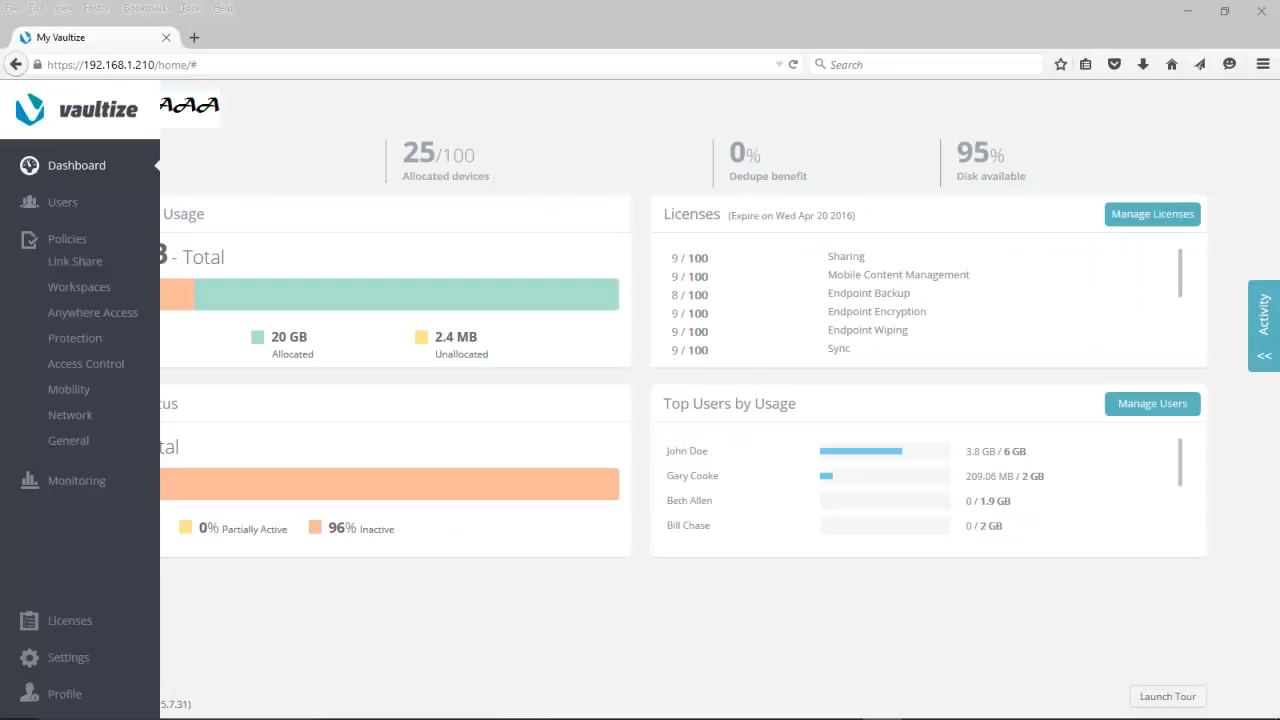 File Edit View History Bookmarks Tools Help
My Vaultize
https://192.168.1.210/home/#
Search
vaultize
AAA
Dashboard
Users
Policies
Link Share
Workspaces
Anywhere Access
Protection
Access Control
Mobility
Network
General
Monitoring
Licenses
Settings
Profile
25/100
Allocated devices
0%
Dedupe benefit
95%
Disk available
Usage
- Total
20 GB
Allocated
2.4 MB
Unallocated
Licenses (Expire on Wed Apr 20 2016)
Manage Licenses
9 / 100 Sharing
9 / 100 Mobile Content Management
8 / 100 Endpoint Backup
9 / 100 Endpoint Encryption
9 / 100 Endpoint Wiping
9 / 100 Sync
tus
tal
0% Partially Active
96% Inactive
Top Users by Usage
Manage Users
John Doe 3.8 GB / 6 GB
Gary Cooke 209.06 MB / 2 GB
Beth Allen 0 / 1.9 GB
Bill Chase 0 / 2 GB
Activity
<<
5.7.31)
Launch Tour